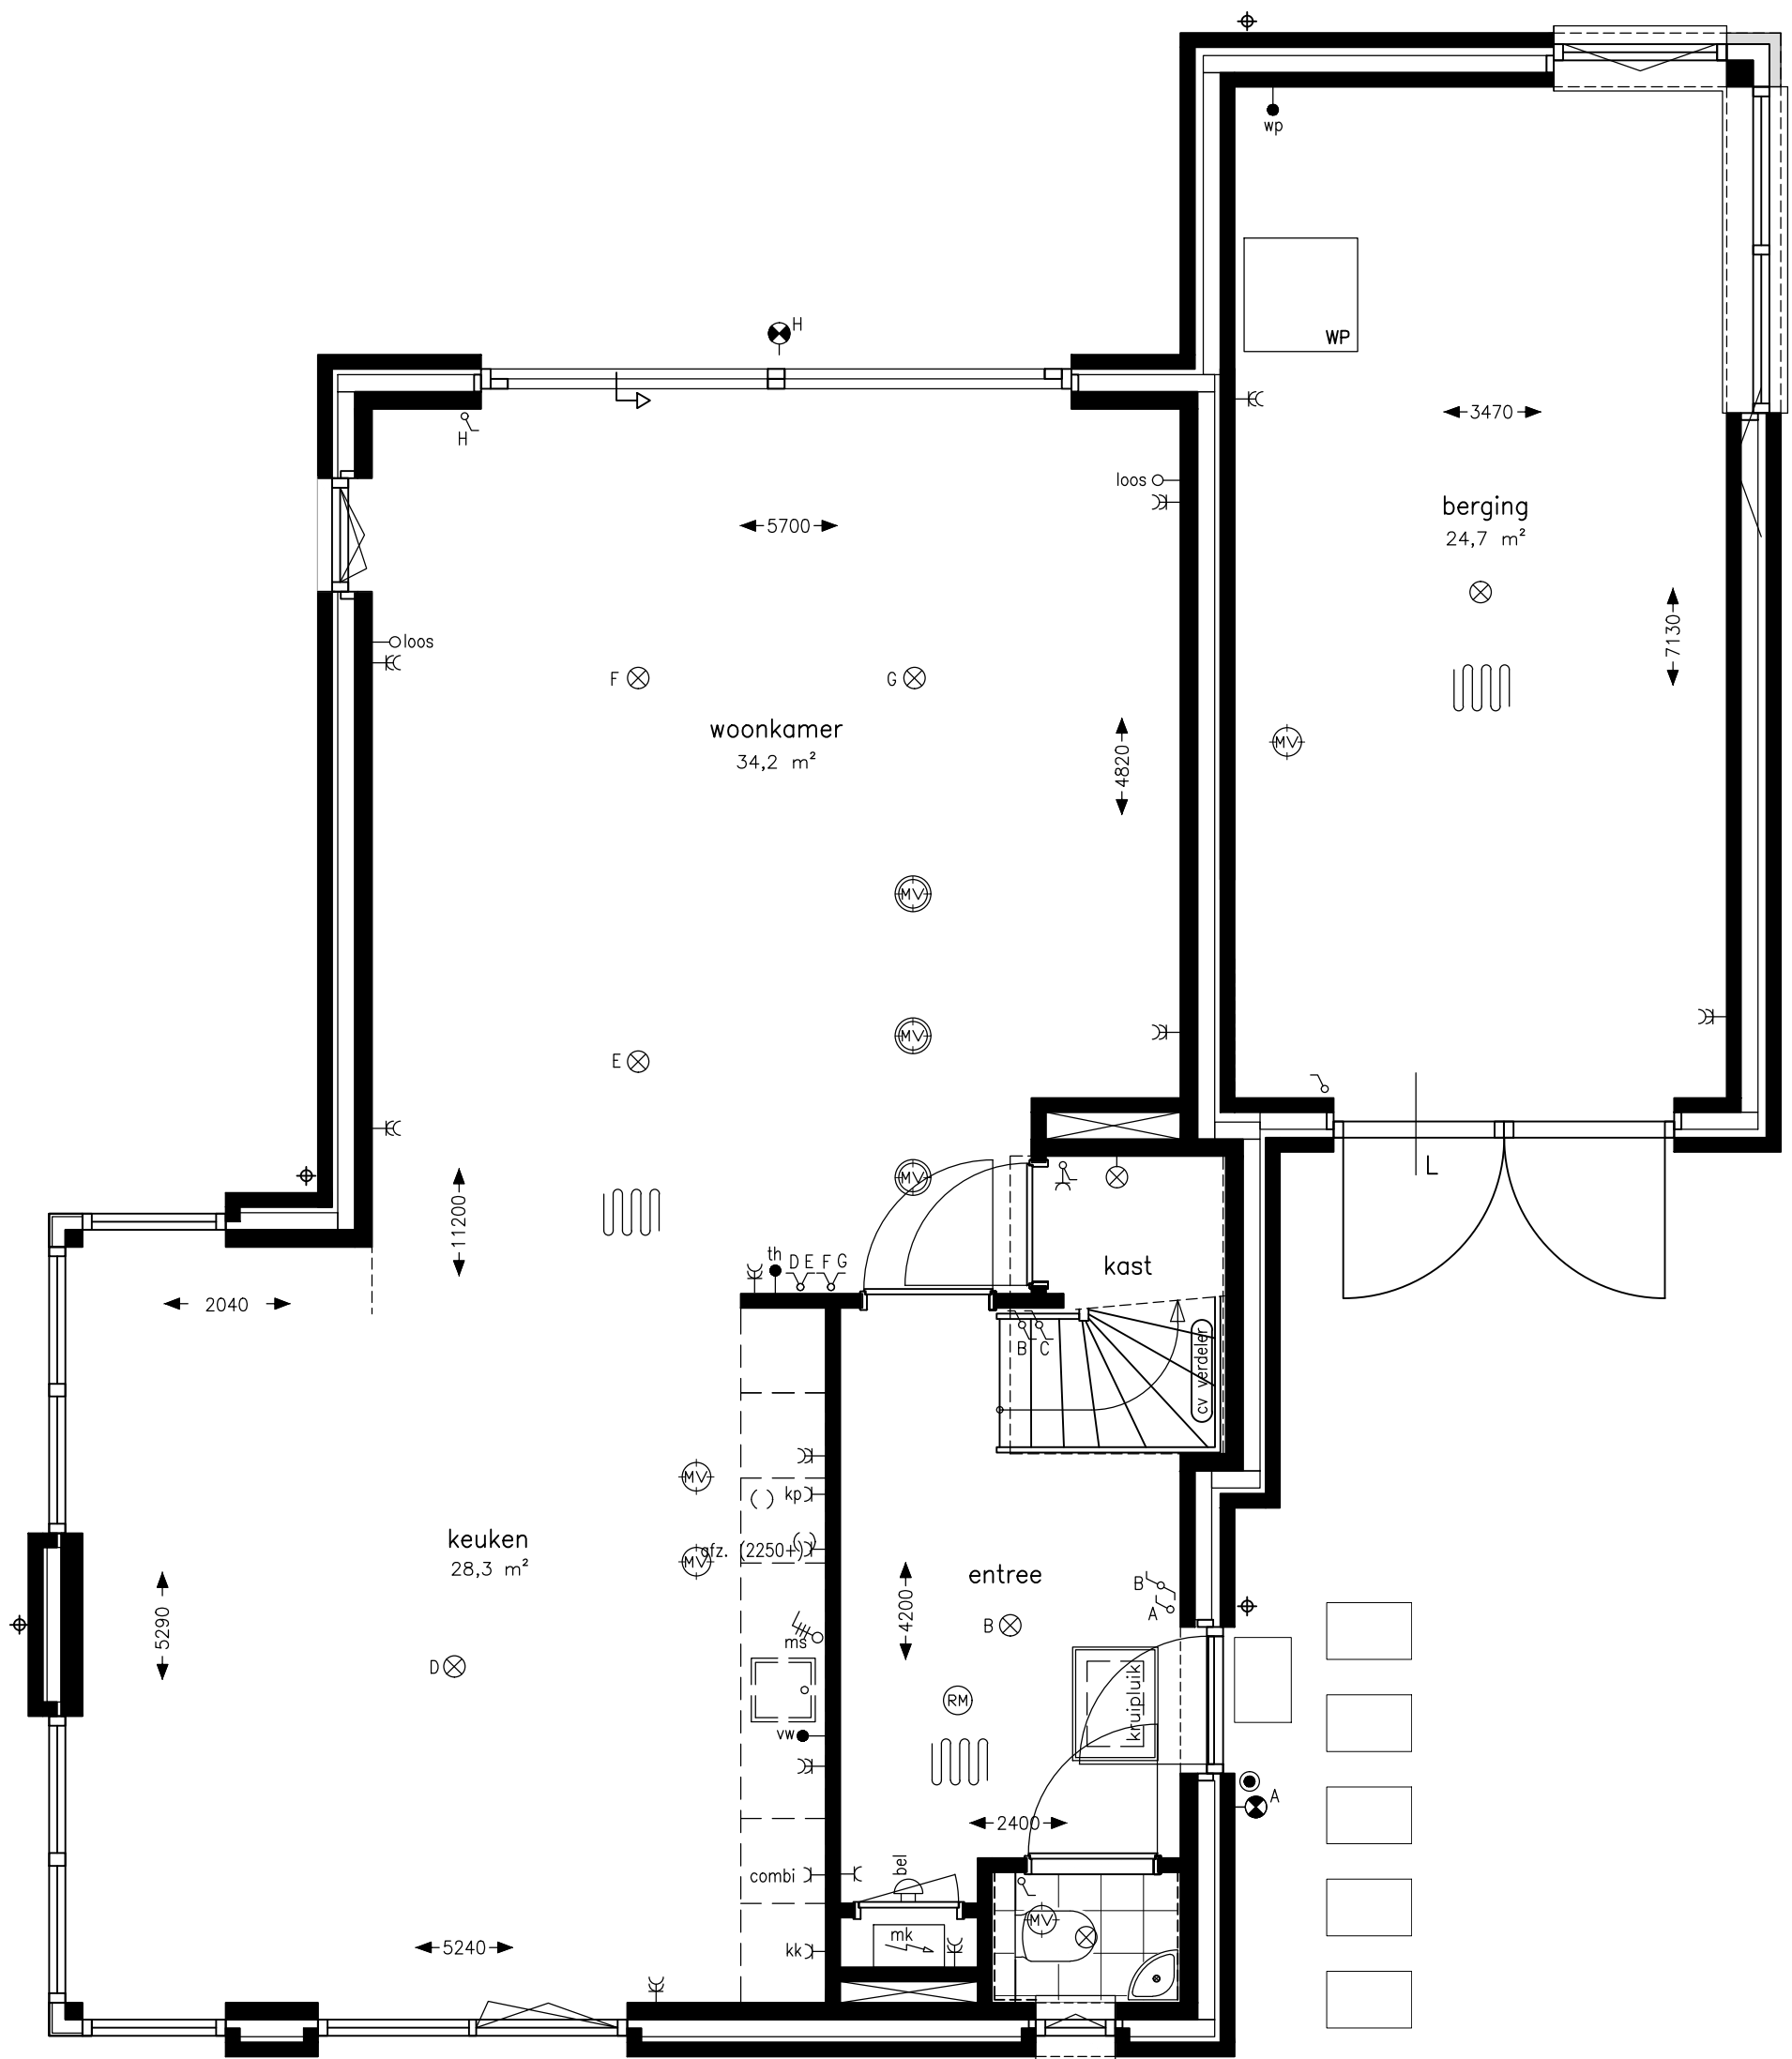 wp
WP
H
H
3470
loos
5700
berging
24,7 m²
7130
loos
F
G
woonkamer
34,2 m²
4820
MV
MV
MV
E
MV
L
11200
th
D E F G
kast
2040
B C
cv verdeler
MV
kp
keuken
28,3 m²
MV
afz. (2250+)
entree
B
A
4200
B
5290
ms
D
kruipluik
RM
vw
A
2400
bel
combi
MV
mk
5240
kk